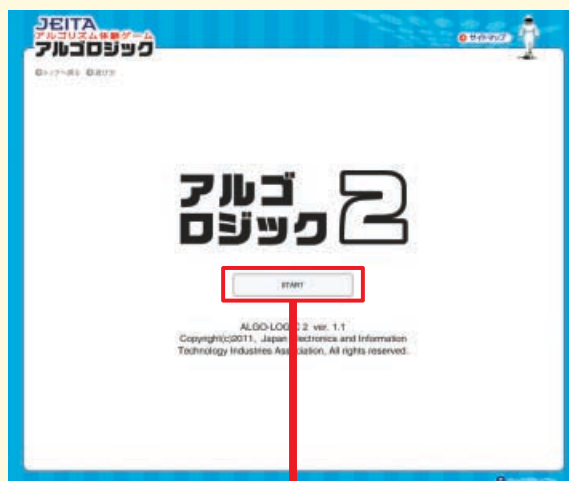 JEITA
アルゴリズム体験ゲーム
アルゴロジック
サイトマップ
トップへ戻る 遊び方
アルゴ
ロジック2
START
ALGO-LOGIC 2 ver. 1.1
Copyright(c)2011, Japan Electronics and Information
Technology Industries Association, All rights reserved.